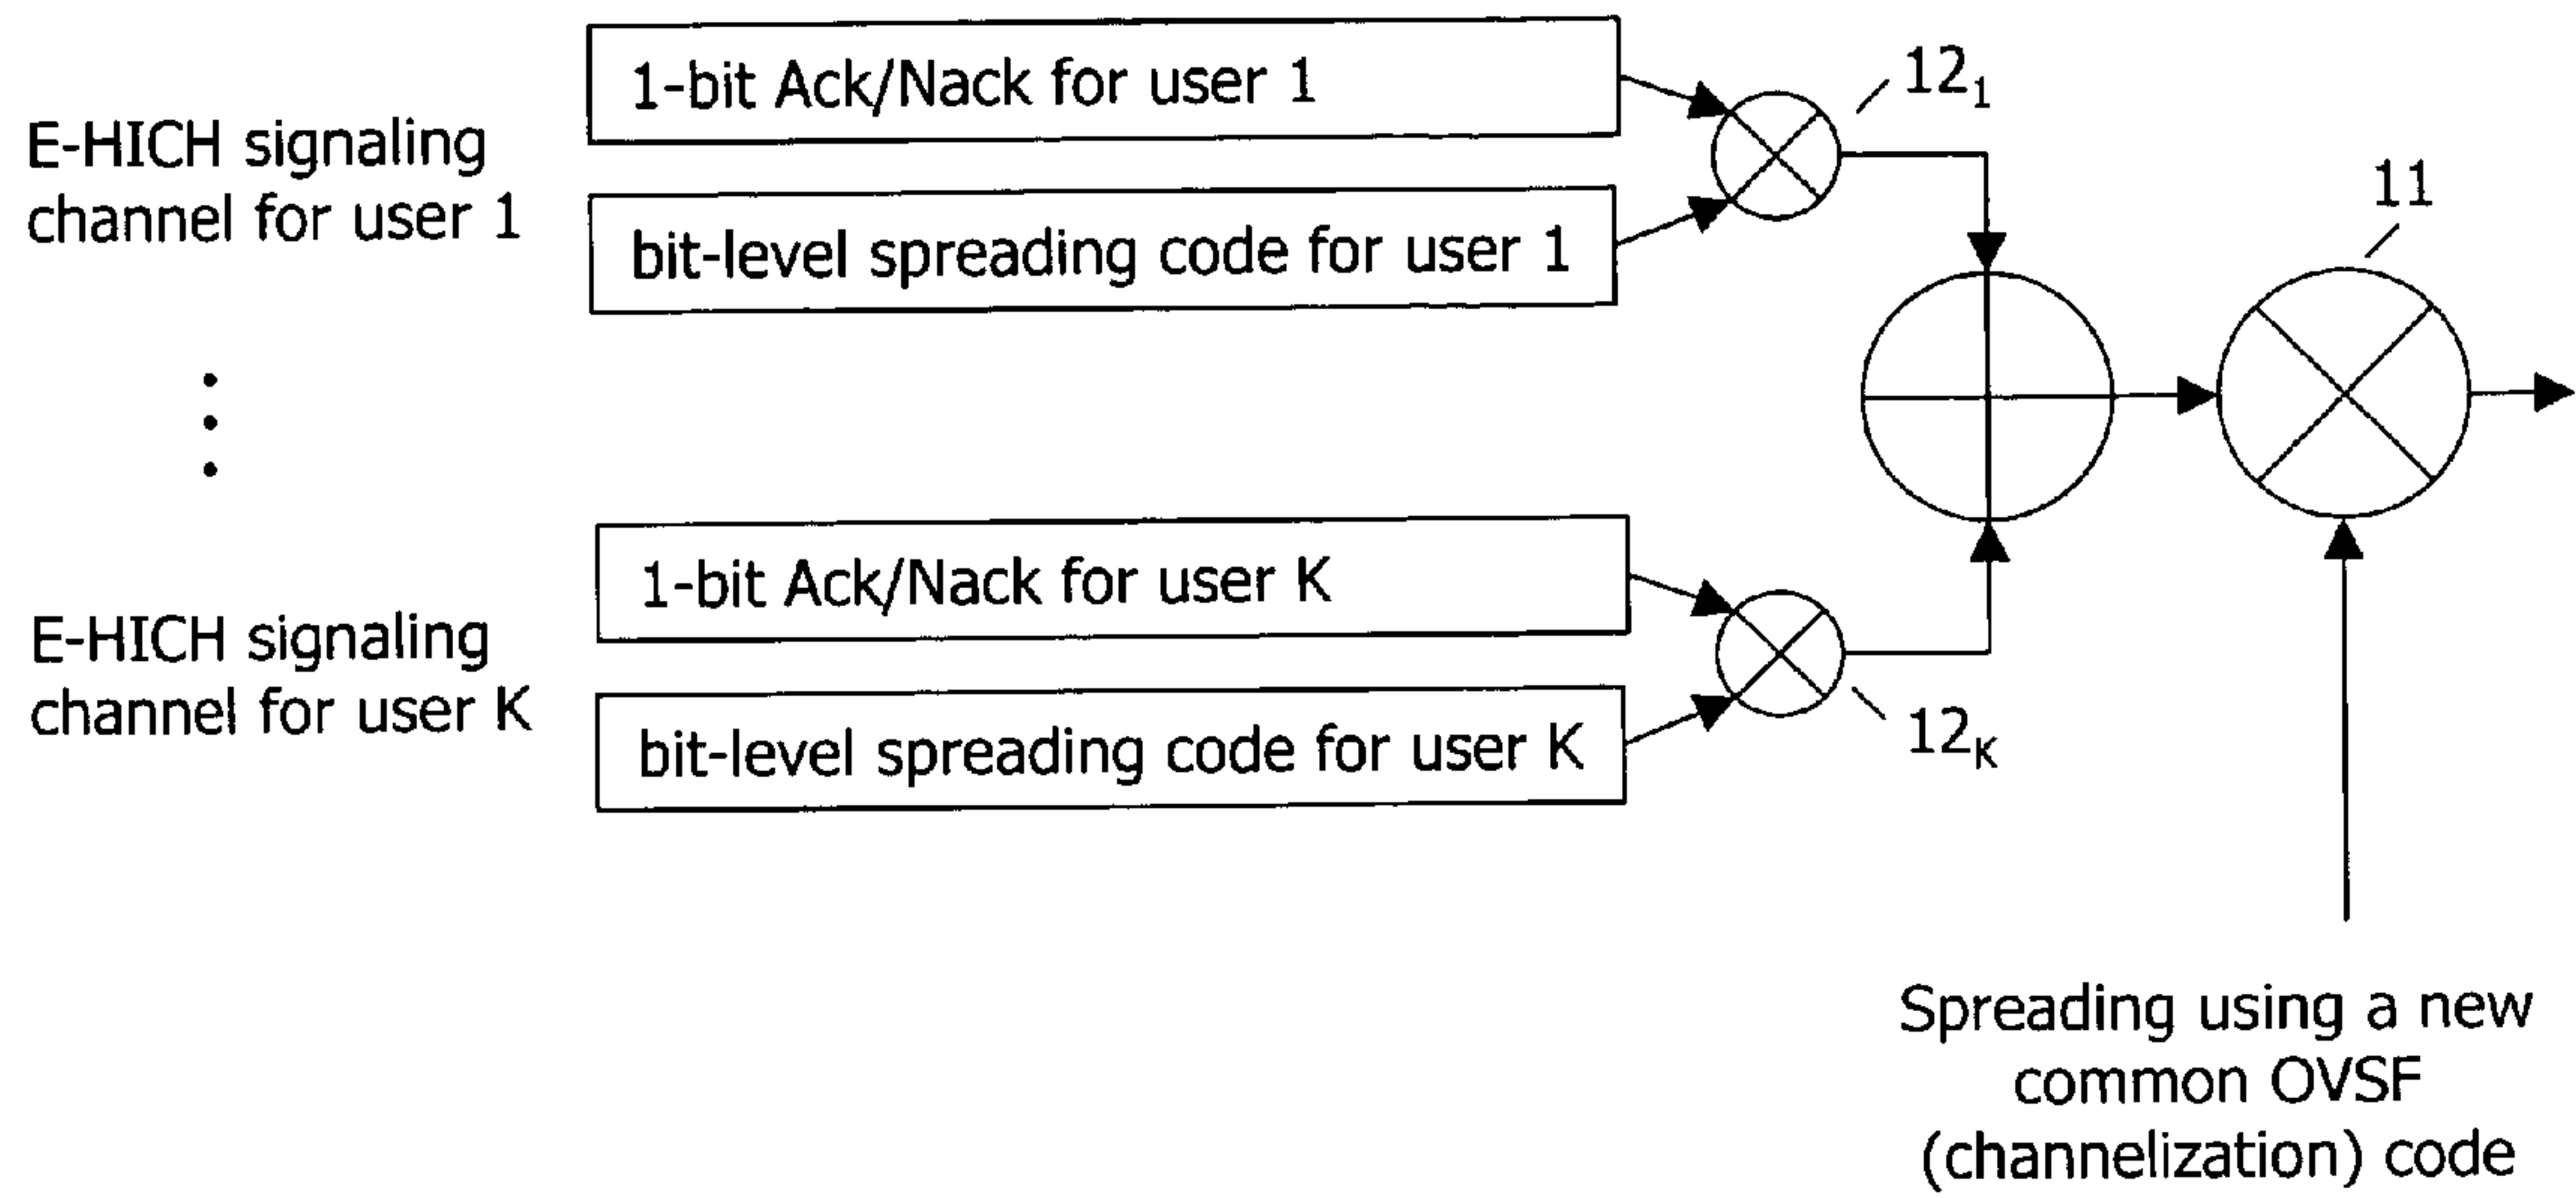 E-HICH signaling
channel for user 1
1-bit Ack/Nack for user 1
bit-level spreading code for user 1
12₁
11
E-HICH signaling
channel for user K
1-bit Ack/Nack for user K
bit-level spreading code for user K
12ₖ
Spreading using a new
common OVSF
(channelization) code